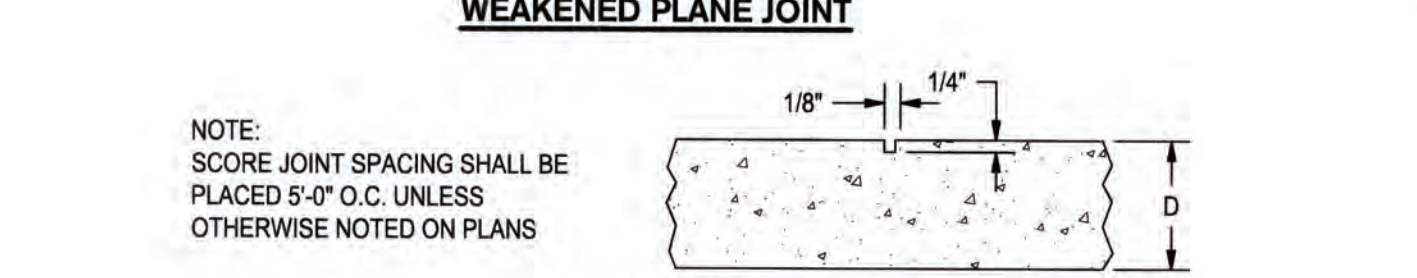 WEAKENED PLANE JOINT
1/4"
1/8"
NOTE:
SCORE JOINT SPACING SHALL BE
PLACED 5'-0" O.C. UNLESS
OTHERWISE NOTED ON PLANS
D